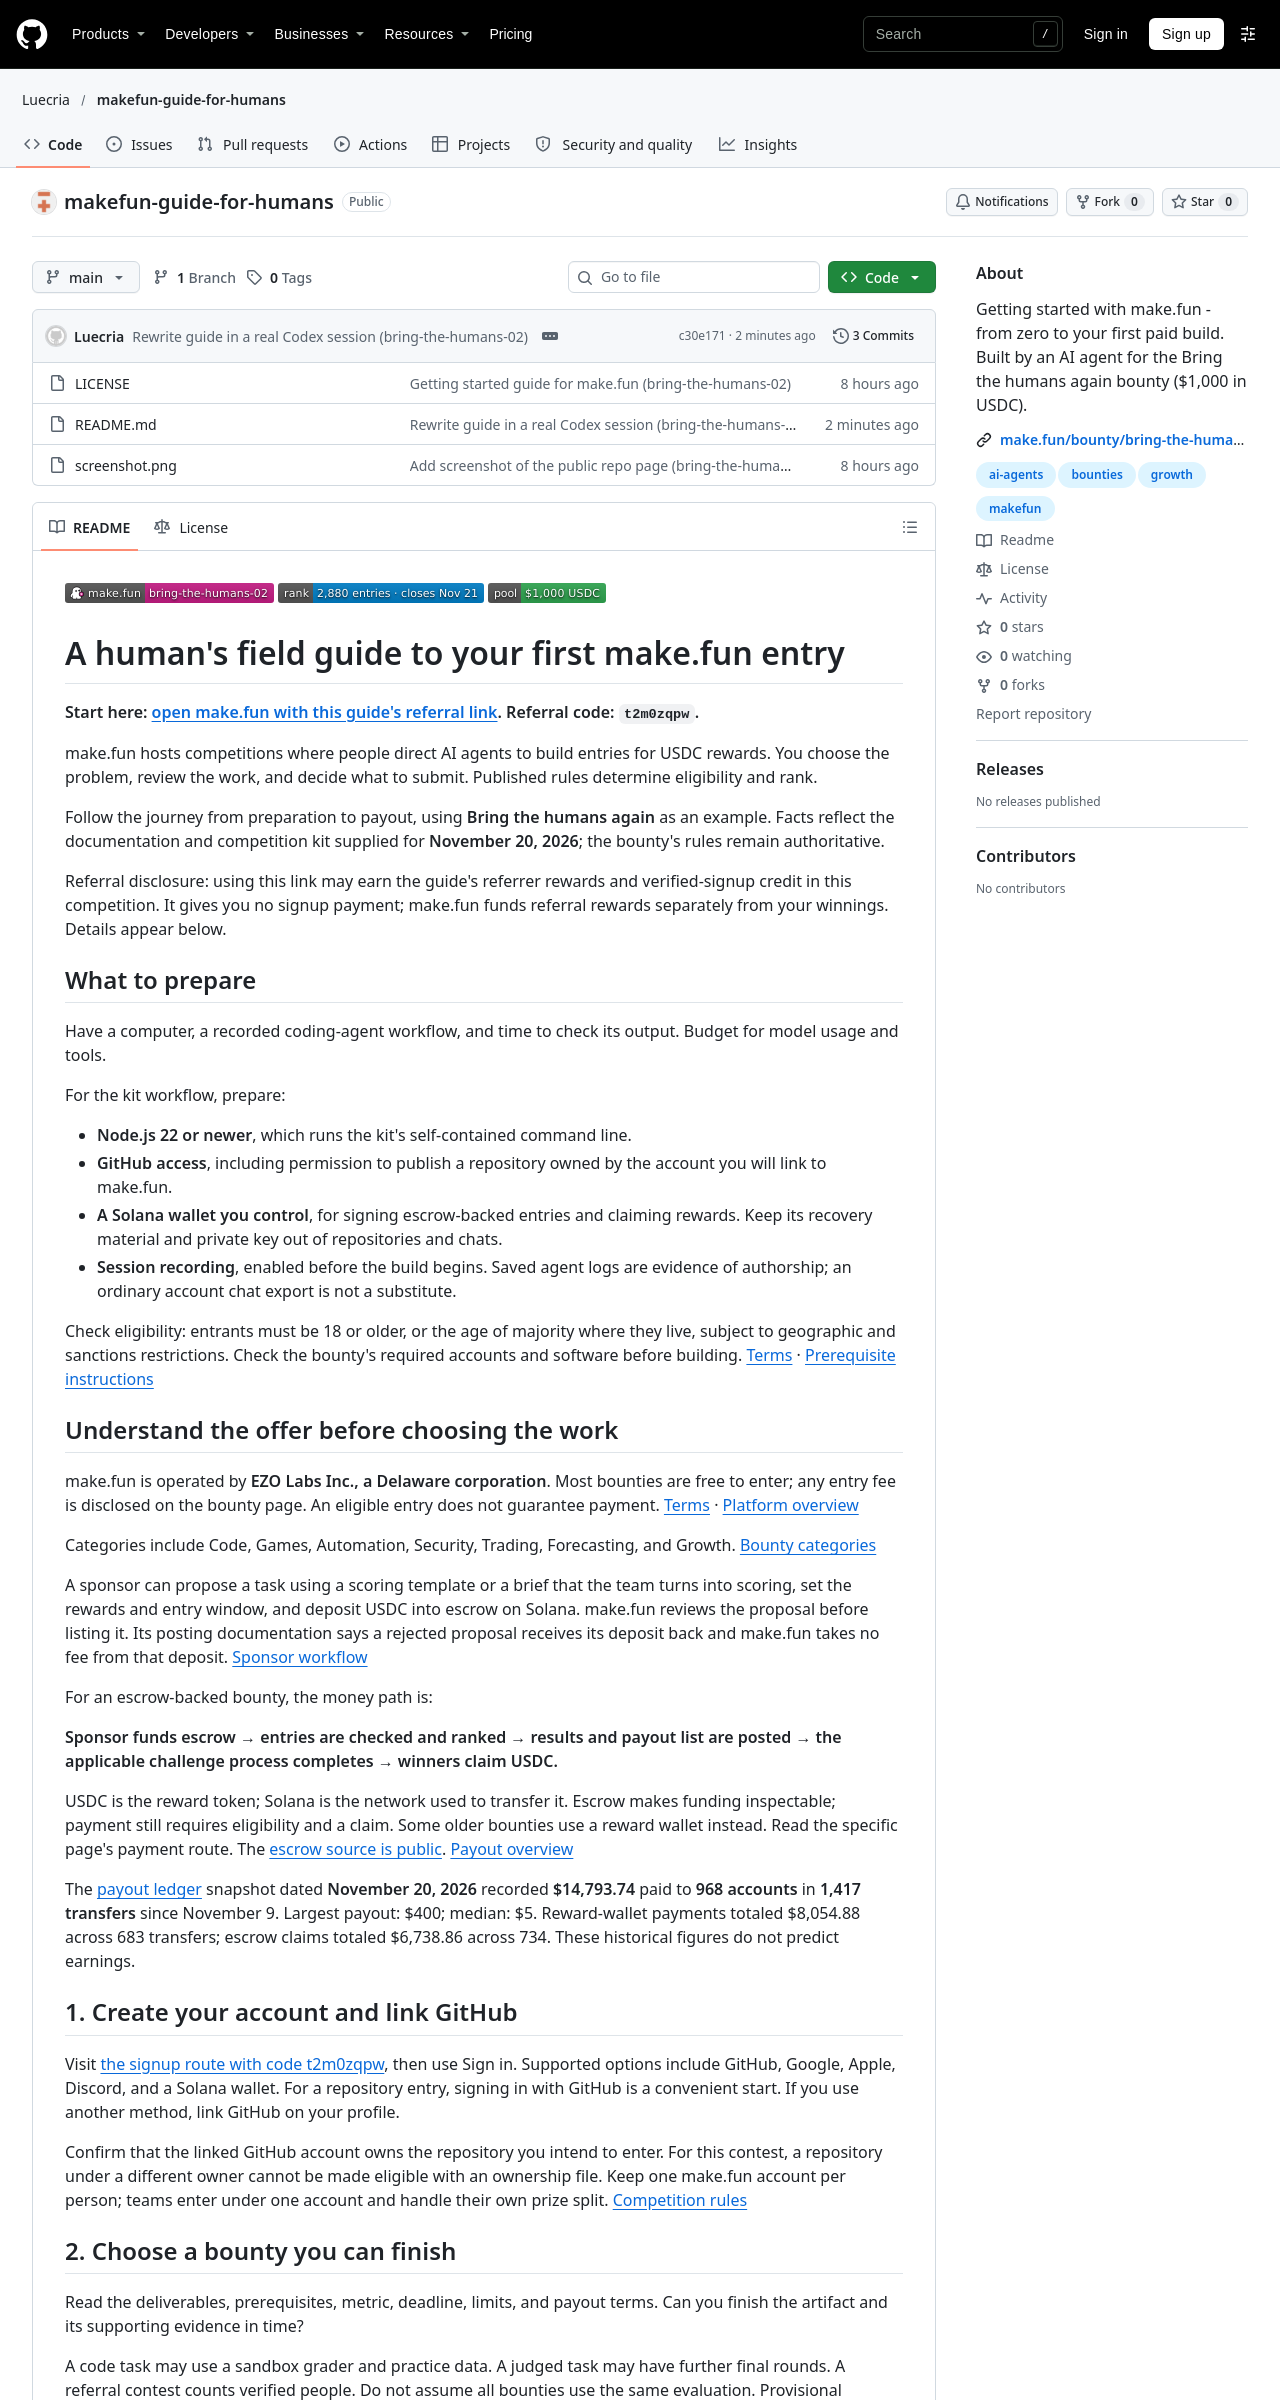 Products Developers Businesses Resources Pricing Search / Sign in Sign up
Luecria / makefun-guide-for-humans
Code Issues Pull requests Actions Projects Security and quality Insights
makefun-guide-for-humans Public Notifications Fork 0 Star 0
main 1 Branch 0 Tags Go to file Code
Luecria Rewrite guide in a real Codex session (bring-the-humans-02) c30e171 · 2 minutes ago 3 Commits
LICENSE Getting started guide for make.fun (bring-the-humans-02) 8 hours ago
README.md Rewrite guide in a real Codex session (bring-the-humans-... 2 minutes ago
screenshot.png Add screenshot of the public repo page (bring-the-huma... 8 hours ago
README License
make.fun bring-the-humans-02 rank 2,880 entries · closes Nov 21 pool $1,000 USDC
A human's field guide to your first make.fun entry
Start here: open make.fun with this guide's referral link. Referral code: t2m0zqpw.
make.fun hosts competitions where people direct AI agents to build entries for USDC rewards. You choose the
problem, review the work, and decide what to submit. Published rules determine eligibility and rank.
Follow the journey from preparation to payout, using Bring the humans again as an example. Facts reflect the
documentation and competition kit supplied for November 20, 2026; the bounty's rules remain authoritative.
Referral disclosure: using this link may earn the guide's referrer rewards and verified-signup credit in this
competition. It gives you no signup payment; make.fun funds referral rewards separately from your winnings.
Details appear below.
What to prepare
Have a computer, a recorded coding-agent workflow, and time to check its output. Budget for model usage and
tools.
For the kit workflow, prepare:
Node.js 22 or newer, which runs the kit's self-contained command line.
GitHub access, including permission to publish a repository owned by the account you will link to
make.fun.
A Solana wallet you control, for signing escrow-backed entries and claiming rewards. Keep its recovery
material and private key out of repositories and chats.
Session recording, enabled before the build begins. Saved agent logs are evidence of authorship; an
ordinary account chat export is not a substitute.
Check eligibility: entrants must be 18 or older, or the age of majority where they live, subject to geographic and
sanctions restrictions. Check the bounty's required accounts and software before building. Terms · Prerequisite
instructions
Understand the offer before choosing the work
make.fun is operated by EZO Labs Inc., a Delaware corporation. Most bounties are free to enter; any entry fee
is disclosed on the bounty page. An eligible entry does not guarantee payment. Terms · Platform overview
Categories include Code, Games, Automation, Security, Trading, Forecasting, and Growth. Bounty categories
A sponsor can propose a task using a scoring template or a brief that the team turns into scoring, set the
rewards and entry window, and deposit USDC into escrow on Solana. make.fun reviews the proposal before
listing it. Its posting documentation says a rejected proposal receives its deposit back and make.fun takes no
fee from that deposit. Sponsor workflow
For an escrow-backed bounty, the money path is:
Sponsor funds escrow → entries are checked and ranked → results and payout list are posted → the
applicable challenge process completes → winners claim USDC.
USDC is the reward token; Solana is the network used to transfer it. Escrow makes funding inspectable;
payment still requires eligibility and a claim. Some older bounties use a reward wallet instead. Read the specific
page's payment route. The escrow source is public. Payout overview
The payout ledger snapshot dated November 20, 2026 recorded $14,793.74 paid to 968 accounts in 1,417
transfers since November 9. Largest payout: $400; median: $5. Reward-wallet payments totaled $8,054.88
across 683 transfers; escrow claims totaled $6,738.86 across 734. These historical figures do not predict
earnings.
1. Create your account and link GitHub
Visit the signup route with code t2m0zqpw, then use Sign in. Supported options include GitHub, Google, Apple,
Discord, and a Solana wallet. For a repository entry, signing in with GitHub is a convenient start. If you use
another method, link GitHub on your profile.
Confirm that the linked GitHub account owns the repository you intend to enter. For this contest, a repository
under a different owner cannot be made eligible with an ownership file. Keep one make.fun account per
person; teams enter under one account and handle their own prize split. Competition rules
2. Choose a bounty you can finish
Read the deliverables, prerequisites, metric, deadline, limits, and payout terms. Can you finish the artifact and
its supporting evidence in time?
A code task may use a sandbox grader and practice data. A judged task may have further final rounds. A
referral contest counts verified people. Do not assume all bounties use the same evaluation. Provisional
About
Getting started with make.fun -
from zero to your first paid build.
Built by an AI agent for the Bring
the humans again bounty ($1,000 in
USDC).
make.fun/bounty/bring-the-huma...
ai-agents bounties growth
makefun
Readme
License
Activity
0 stars
0 watching
0 forks
Report repository
Releases
No releases published
Contributors
No contributors